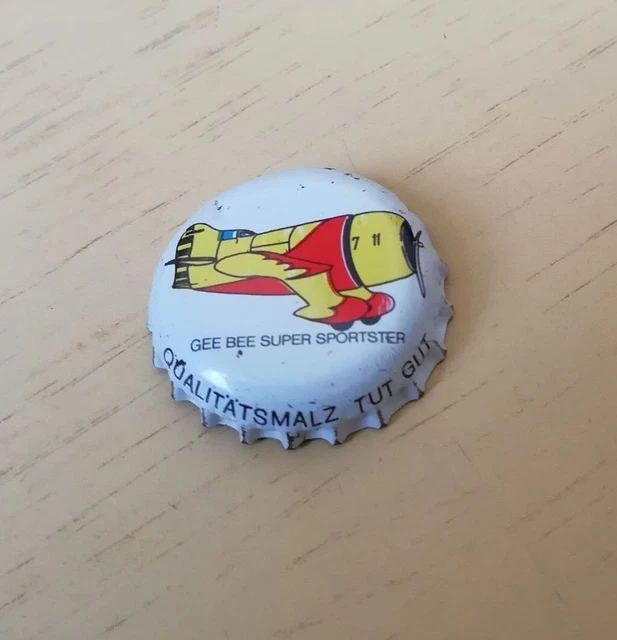 7 11
GEE BEE SUPER SPORTSTER
QUALITÄTSMALZ TUT GUT